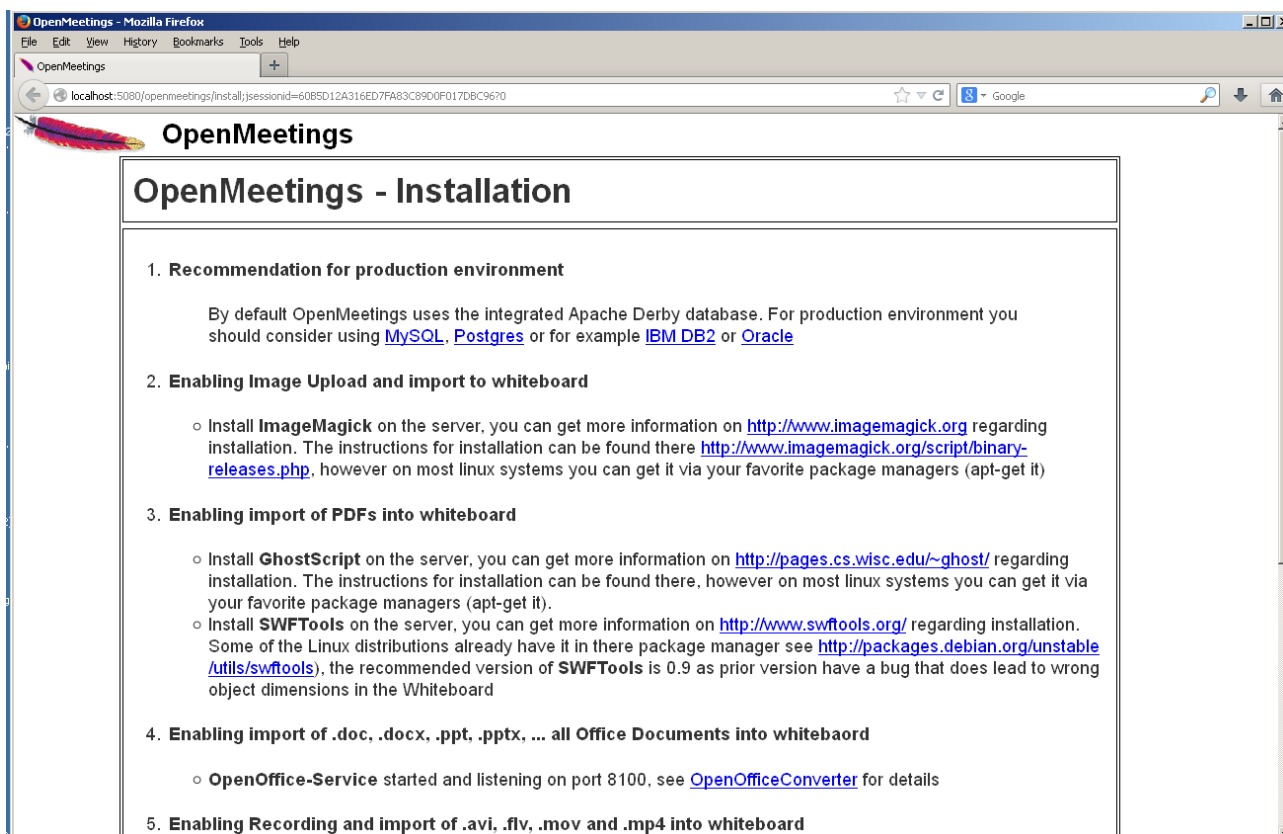 OpenMeetings - Mozilla Firefox
File Edit View History Bookmarks Tools Help
OpenMeetings
localhost:5080/openmeetings/install;jsessionid=60B5D12A316ED7FA83C89D0F017DBC96?0
Google
OpenMeetings
OpenMeetings - Installation
1. Recommendation for production environment
By default OpenMeetings uses the integrated Apache Derby database. For production environment you
should consider using MySQL, Postgres or for example IBM DB2 or Oracle
2. Enabling Image Upload and import to whiteboard
Install ImageMagick on the server, you can get more information on http://www.imagemagick.org regarding
installation. The instructions for installation can be found there http://www.imagemagick.org/script/binary-
releases.php, however on most linux systems you can get it via your favorite package managers (apt-get it)
3. Enabling import of PDFs into whiteboard
Install GhostScript on the server, you can get more information on http://pages.cs.wisc.edu/~ghost/ regarding
installation. The instructions for installation can be found there, however on most linux systems you can get it via
your favorite package managers (apt-get it).
Install SWFTools on the server, you can get more information on http://www.swftools.org/ regarding installation.
Some of the Linux distributions already have it in there package manager see http://packages.debian.org/unstable
/utils/swftools), the recommended version of SWFTools is 0.9 as prior version have a bug that does lead to wrong
object dimensions in the Whiteboard
4. Enabling import of .doc, .docx, .ppt, .pptx, ... all Office Documents into whitebaord
OpenOffice-Service started and listening on port 8100, see OpenOfficeConverter for details
5. Enabling Recording and import of .avi, .flv, .mov and .mp4 into whiteboard